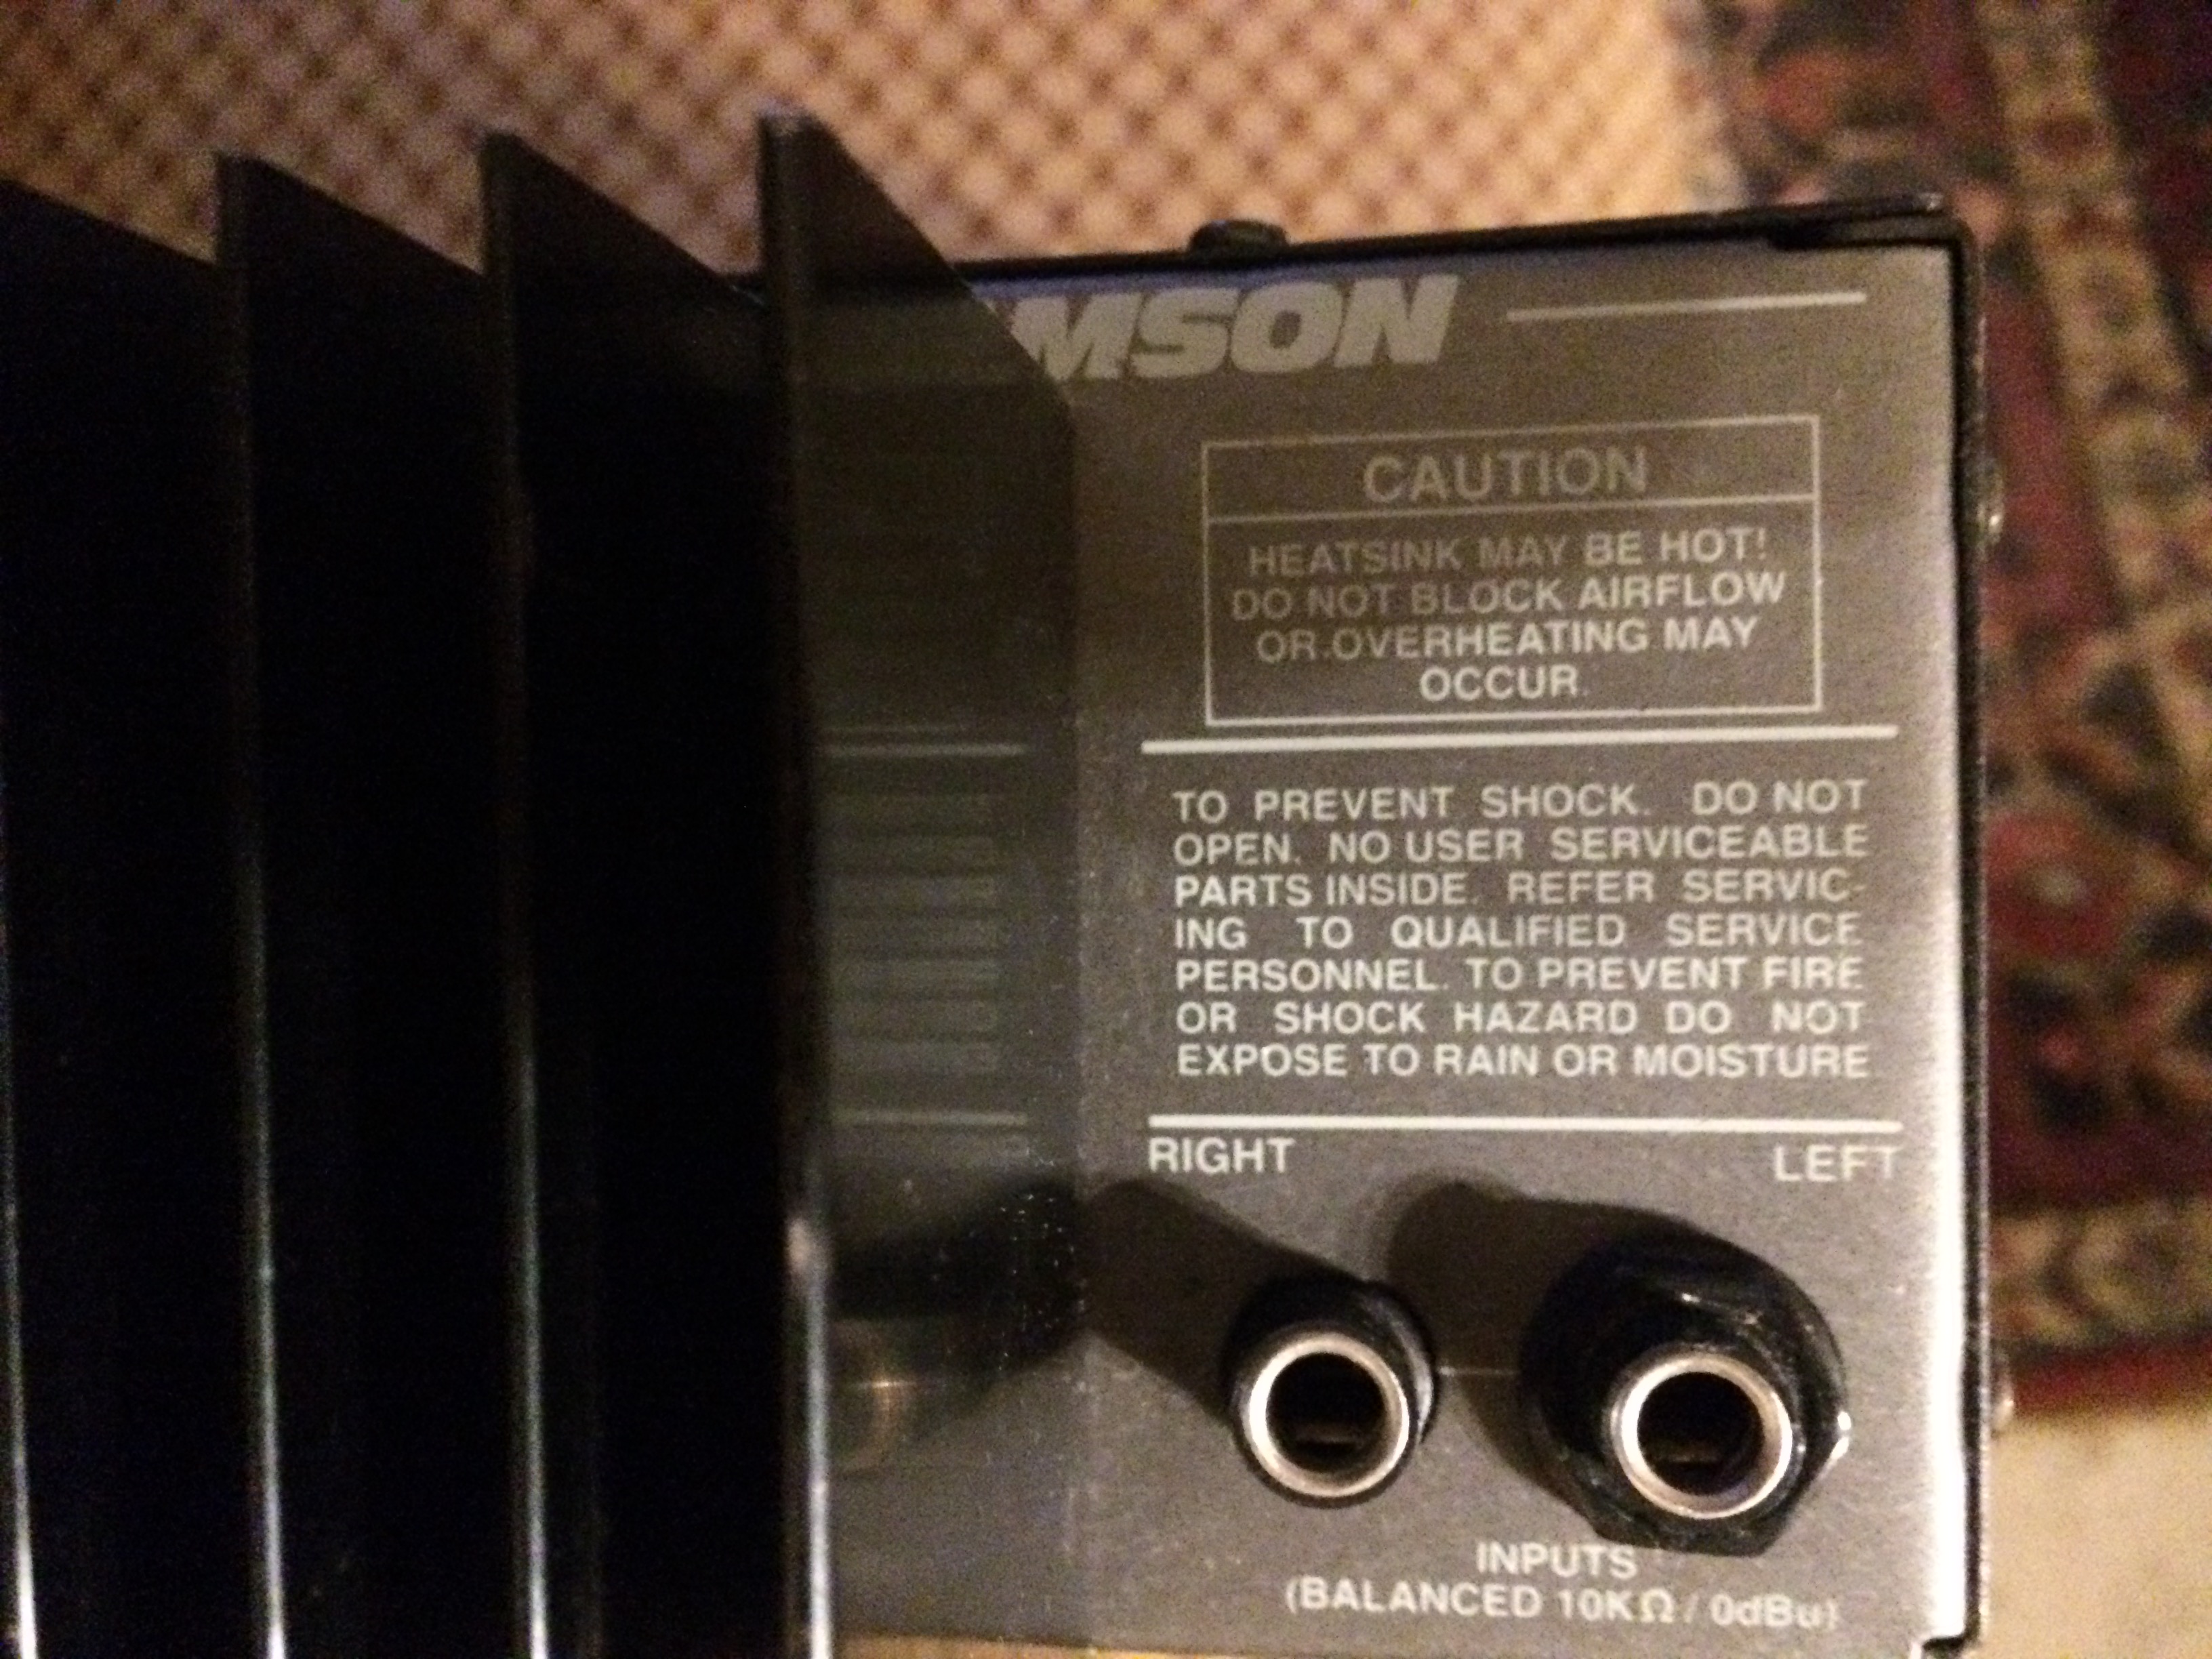 MSON
CAUTION
HEATSINK MAY BE HOT!
DO NOT BLOCK AIRFLOW
OR OVERHEATING MAY
OCCUR.
TO PREVENT SHOCK. DO NOT
OPEN. NO USER SERVICEABLE
PARTS INSIDE. REFER SERVIC-
ING TO QUALIFIED SERVICE
PERSONNEL. TO PREVENT FIRE
OR SHOCK HAZARD DO NOT
EXPOSE TO RAIN OR MOISTURE
RIGHT LEFT
INPUTS
(BALANCED 10KΩ / 0dBu)